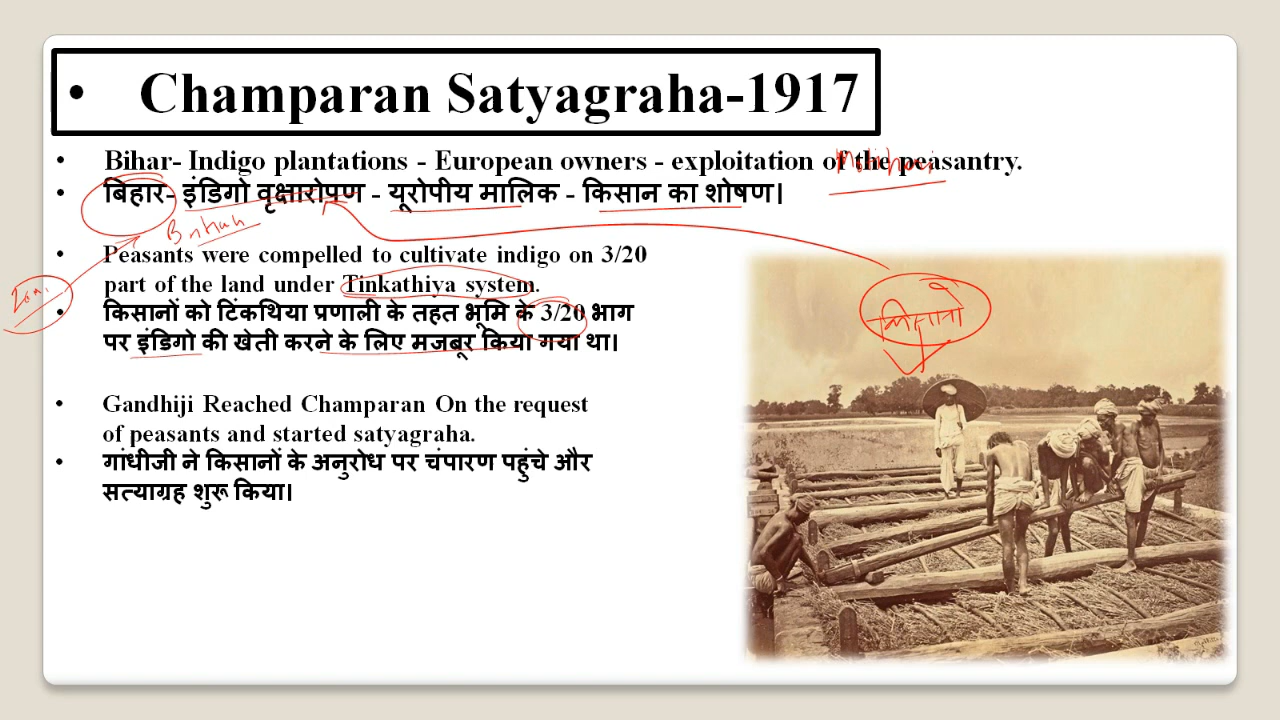 • Champaran Satyagraha-1917
• Bihar- Indigo plantations - European owners - exploitation of the peasantry.
Motihari
• बिहार- इंडिगो वृक्षारोपण - यूरोपीय मालिक - किसान का शोषण।
British
• Peasants were compelled to cultivate indigo on 3/20
part of the land under Tinkathiya system.
• किसानों को टिंकथिया प्रणाली के तहत भूमि के 3/20 भाग
पर इंडिगो की खेती करने के लिए मजबूर किया गया था।
• Gandhiji Reached Champaran On the request
of peasants and started satyagraha.
• गांधीजी ने किसानों के अनुरोध पर चंपारण पहुंचे और
सत्याग्रह शुरू किया।